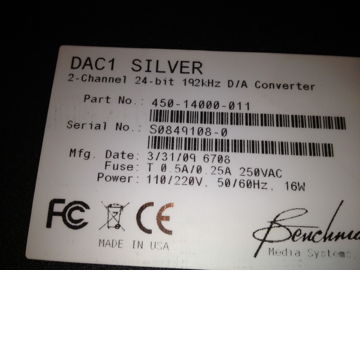 DAC1 SILVER
2-Channel 24-bit 192kHz D/A Converter
Part No.: 450-14000-011
Serial No.: S0849108-0
Mfg. Date: 3/31/09 6708
Fuse: T 0.5A/0.25A 250VAC
Power: 110/220V, 50/60Hz, 16W
FC CE
MADE IN USA
Benchma
Media Systems,